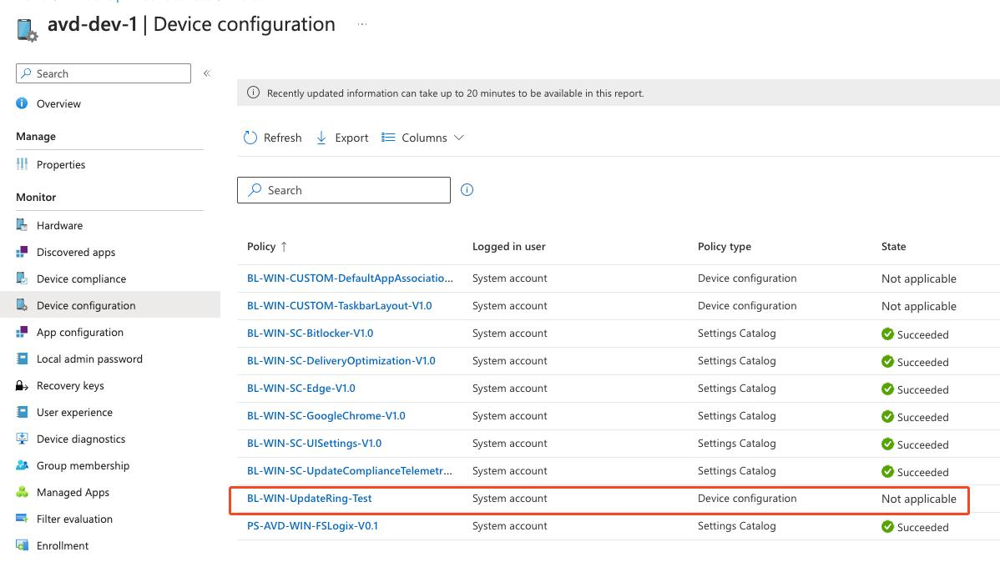 avd-dev-1 | Device configuration ...
Search «
Overview
Manage
Properties
Monitor
Hardware
Discovered apps
Device compliance
Device configuration
App configuration
Local admin password
Recovery keys
User experience
Device diagnostics
Group membership
Managed Apps
Filter evaluation
Enrollment
Recently updated information can take up to 20 minutes to be available in this report.
Refresh Export Columns
Search
Policy ↑ Logged in user Policy type State
BL-WIN-CUSTOM-DefaultAppAssociatio... System account Device configuration Not applicable
BL-WIN-CUSTOM-TaskbarLayout-V1.0 System account Device configuration Not applicable
BL-WIN-SC-Bitlocker-V1.0 System account Settings Catalog Succeeded
BL-WIN-SC-DeliveryOptimization-V1.0 System account Settings Catalog Succeeded
BL-WIN-SC-Edge-V1.0 System account Settings Catalog Succeeded
BL-WIN-SC-GoogleChrome-V1.0 System account Settings Catalog Succeeded
BL-WIN-SC-UISettings-V1.0 System account Settings Catalog Succeeded
BL-WIN-SC-UpdateComplianceTelemetr... System account Settings Catalog Succeeded
BL-WIN-UpdateRing-Test System account Device configuration Not applicable
PS-AVD-WIN-FSLogix-V0.1 System account Settings Catalog Succeeded